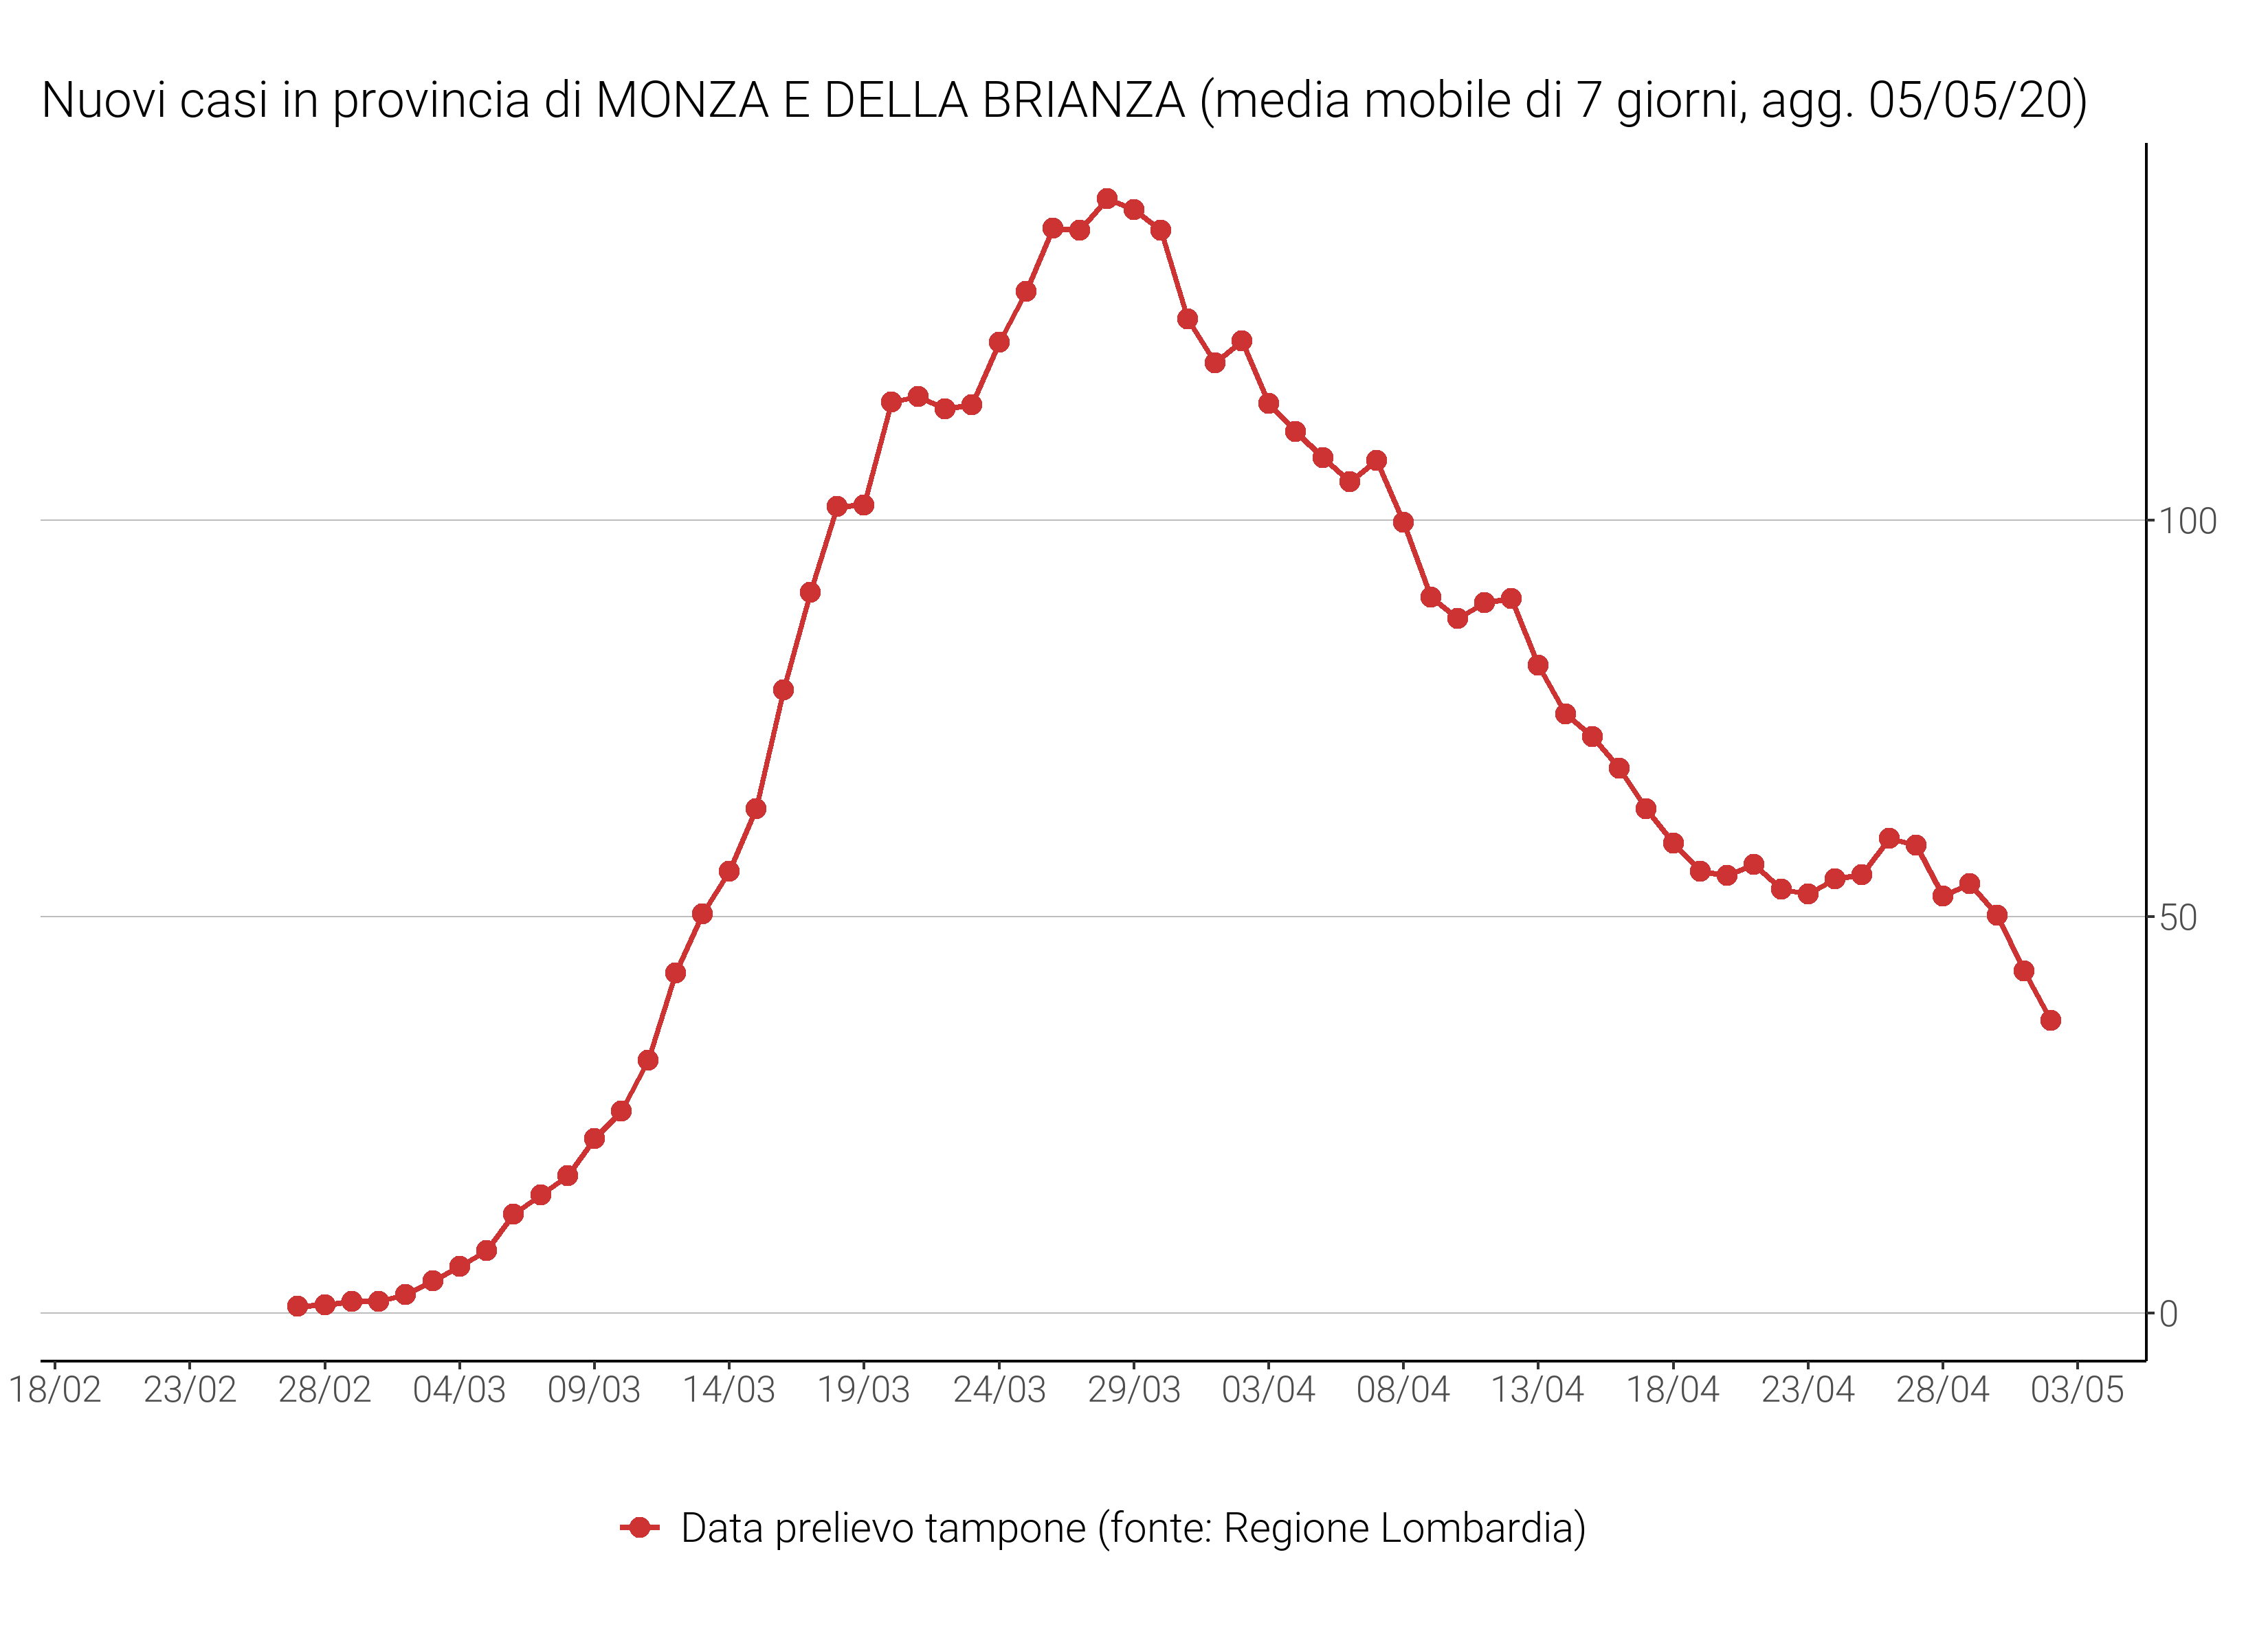 Nuovi casi in provincia di MONZA E DELLA BRIANZA (media mobile di 7 giorni, agg. 05/05/20)
100
50
0
18/02 23/02 28/02 04/03 09/03 14/03 19/03 24/03 29/03 03/04 08/04 13/04 18/04 23/04 28/04 03/05
Data prelievo tampone (fonte: Regione Lombardia)